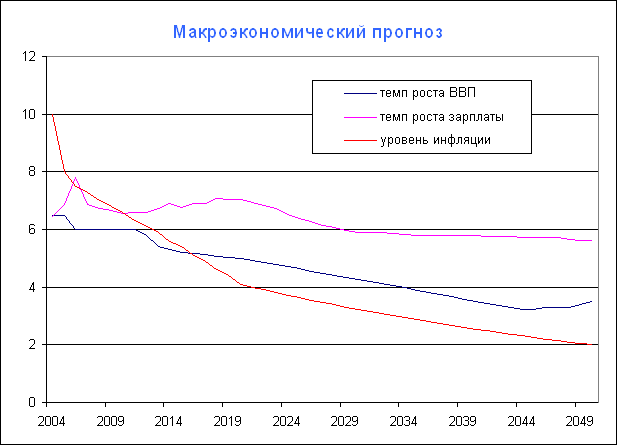 Макроэкономический прогноз
12
10
8
6
4
2
0
темп роста ВВП
темп роста зарплаты
уровень инфляции
2004 2009 2014 2019 2024 2029 2034 2039 2044 2049